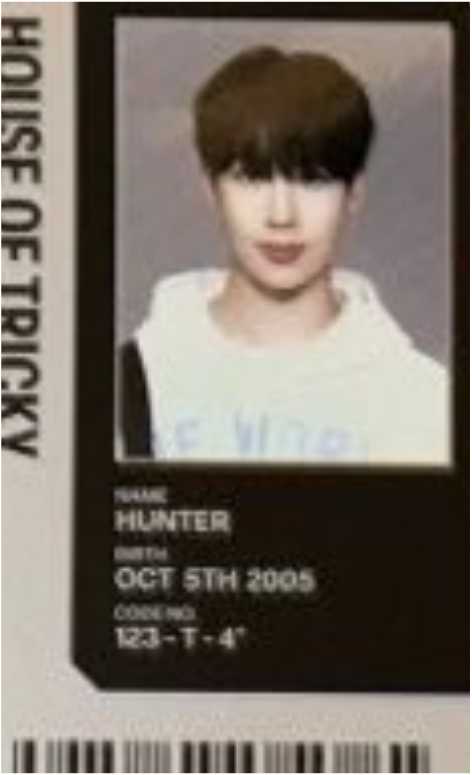 HOUSE OF TRICKY
NAME
HUNTER
BIRTH
OCT 5TH 2005
CODE NO.
123-T-4"